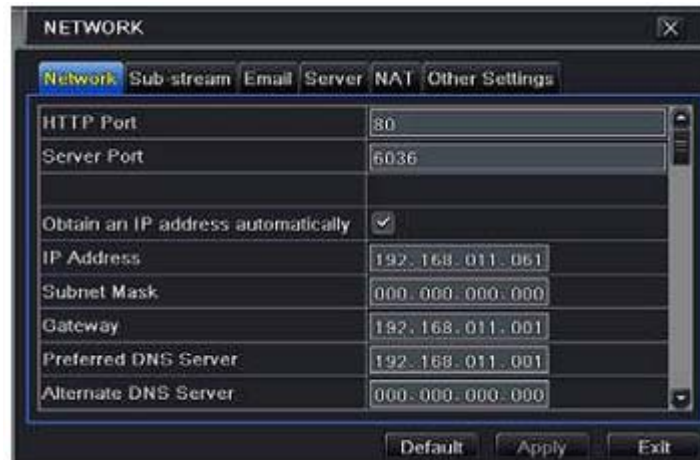 NETWORK
Network Sub-stream Email Server NAT Other Settings
HTTP Port 80
Server Port 6036
Obtain an IP address automatically
IP Address 192.168.011.061
Subnet Mask 000.000.000.000
Gateway 192.168.011.001
Preferred DNS Server 192.168.011.001
Alternate DNS Server 000.000.000.000
Default Apply Exit